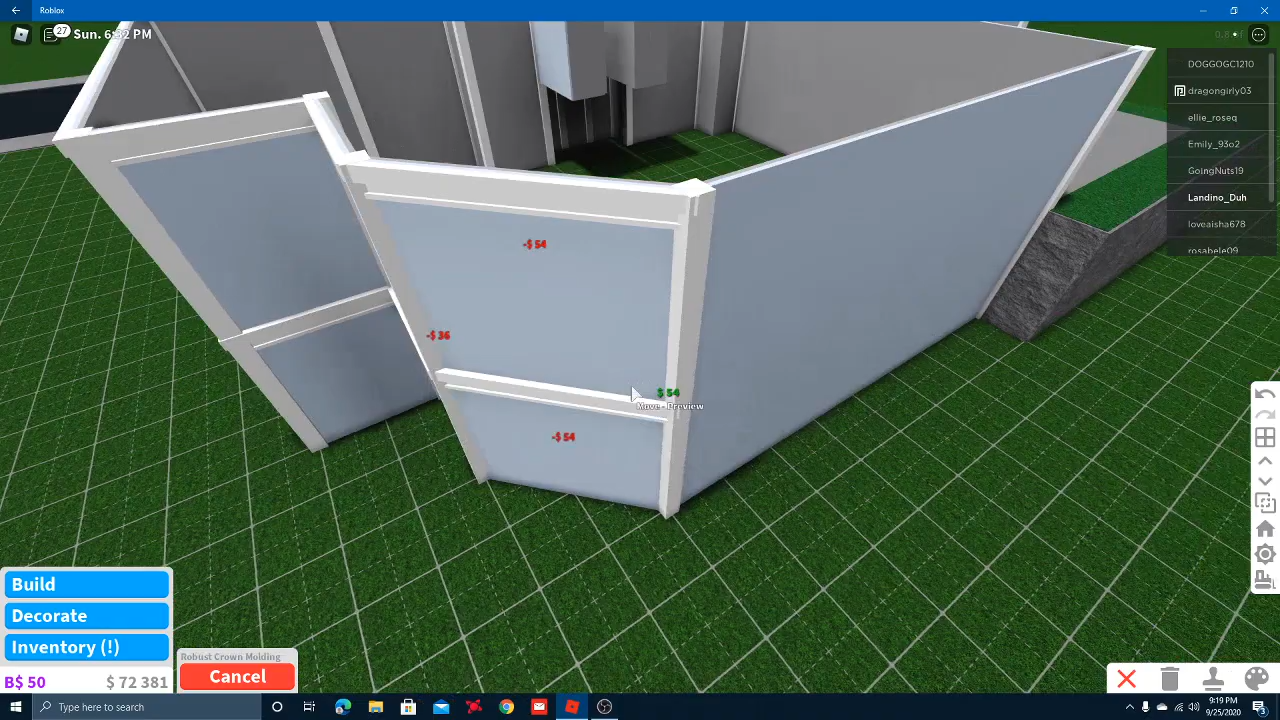 Roblox
27
Sun. 6:32 PM
DOGGOGC1210
dragongirly03
ellie_roseq
Emily_93o2
GoingNuts19
Landino_Duh
loveaisha678
rosabele09
-$ 54
-$ 36
$ 54
Move - Preview
-$ 54
Build
Decorate
Inventory (!)
Robust Crown Molding
B$ 50
$ 72 381
Cancel
Type here to search
9:19 PM
9/25/2020
3